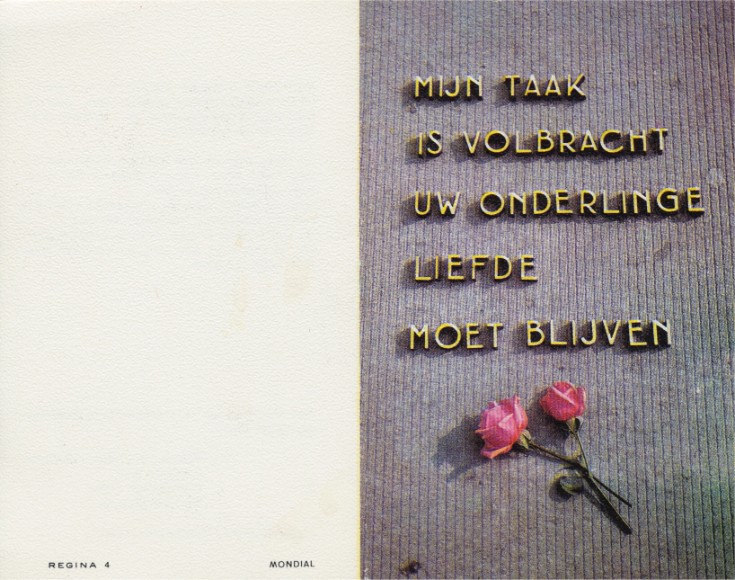 MIJN TAAK
IS VOLBRACHT
UW ONDERLINGE
LIEFDE
MOET BLIJVEN
REGINA 4 MONDIAL